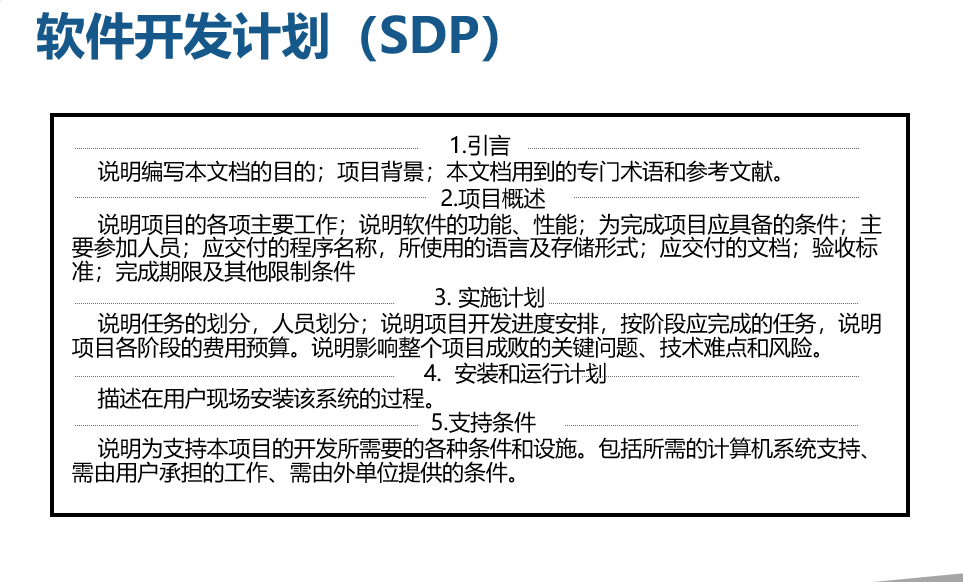 软件开发计划（SDP）
1.引言
说明编写本文档的目的；项目背景；本文档用到的专门术语和参考文献。
2.项目概述
说明项目的各项主要工作；说明软件的功能、性能；为完成项目应具备的条件；主
要参加人员；应交付的程序名称，所使用的语言及存储形式；应交付的文档；验收标
准；完成期限及其他限制条件
3. 实施计划
说明任务的划分，人员划分；说明项目开发进度安排，按阶段应完成的任务，说明
项目各阶段的费用预算。说明影响整个项目成败的关键问题、技术难点和风险。
4. 安装和运行计划
描述在用户现场安装该系统的过程。
5.支持条件
说明为支持本项目的开发所需要的各种条件和设施。包括所需的计算机系统支持、
需由用户承担的工作、需由外单位提供的条件。